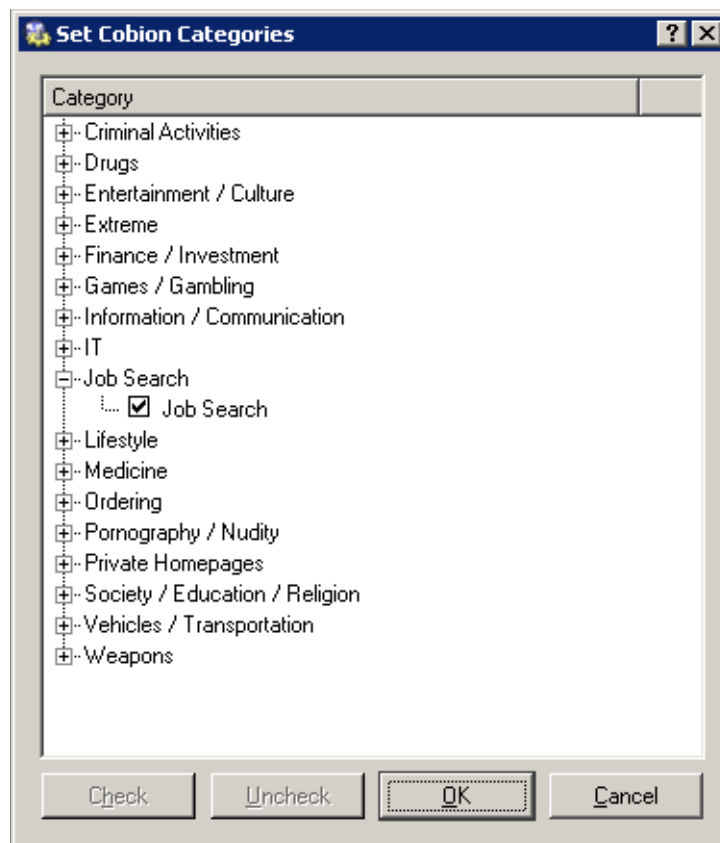 Set Cobion Categories
Category
Criminal Activities
Drugs
Entertainment / Culture
Extreme
Finance / Investment
Games / Gambling
Information / Communication
IT
Job Search
Job Search
Lifestyle
Medicine
Ordering
Pornography / Nudity
Private Homepages
Society / Education / Religion
Vehicles / Transportation
Weapons
Check Uncheck OK Cancel